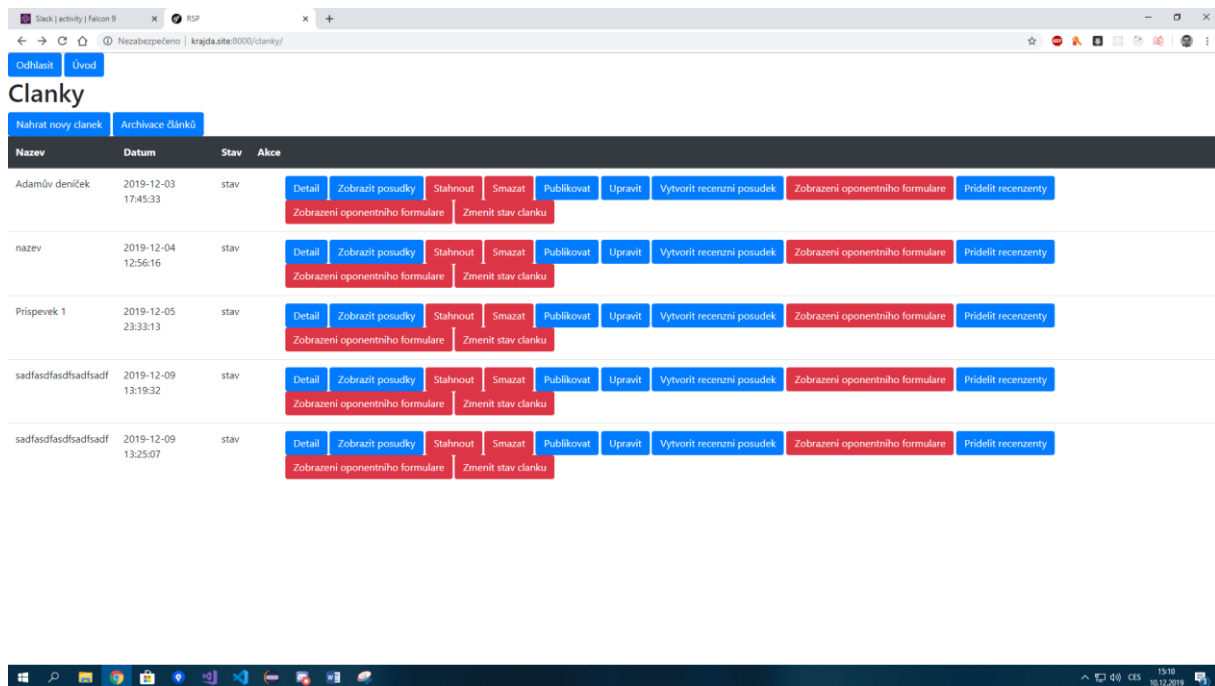 Slack | activity | Falcon 9
RSP
Nezabezpečeno | krajda.site:8000/clanky/
Odhlasit Úvod
Clanky
Nahrat novy clanek Archivace článků
Nazev Datum Stav Akce
Adamův deníček 2019-12-03 stav Detail Zobrazit posudky Stahnout Smazat Publikovat Upravit Vytvorit recenzni posudek Zobrazeni oponentniho formulare Pridelit recenzenty
17:45:33 Zobrazeni oponentniho formulare Zmenit stav clanku
nazev 2019-12-04 stav Detail Zobrazit posudky Stahnout Smazat Publikovat Upravit Vytvorit recenzni posudek Zobrazeni oponentniho formulare Pridelit recenzenty
12:56:16 Zobrazeni oponentniho formulare Zmenit stav clanku
Prispevek 1 2019-12-05 stav Detail Zobrazit posudky Stahnout Smazat Publikovat Upravit Vytvorit recenzni posudek Zobrazeni oponentniho formulare Pridelit recenzenty
23:33:13 Zobrazeni oponentniho formulare Zmenit stav clanku
sadfasdfasdfsadfsadf 2019-12-09 stav Detail Zobrazit posudky Stahnout Smazat Publikovat Upravit Vytvorit recenzni posudek Zobrazeni oponentniho formulare Pridelit recenzenty
13:19:32 Zobrazeni oponentniho formulare Zmenit stav clanku
sadfasdfasdfsadfsadf 2019-12-09 stav Detail Zobrazit posudky Stahnout Smazat Publikovat Upravit Vytvorit recenzni posudek Zobrazeni oponentniho formulare Pridelit recenzenty
13:25:07 Zobrazeni oponentniho formulare Zmenit stav clanku
CES 15:10
10.12.2019